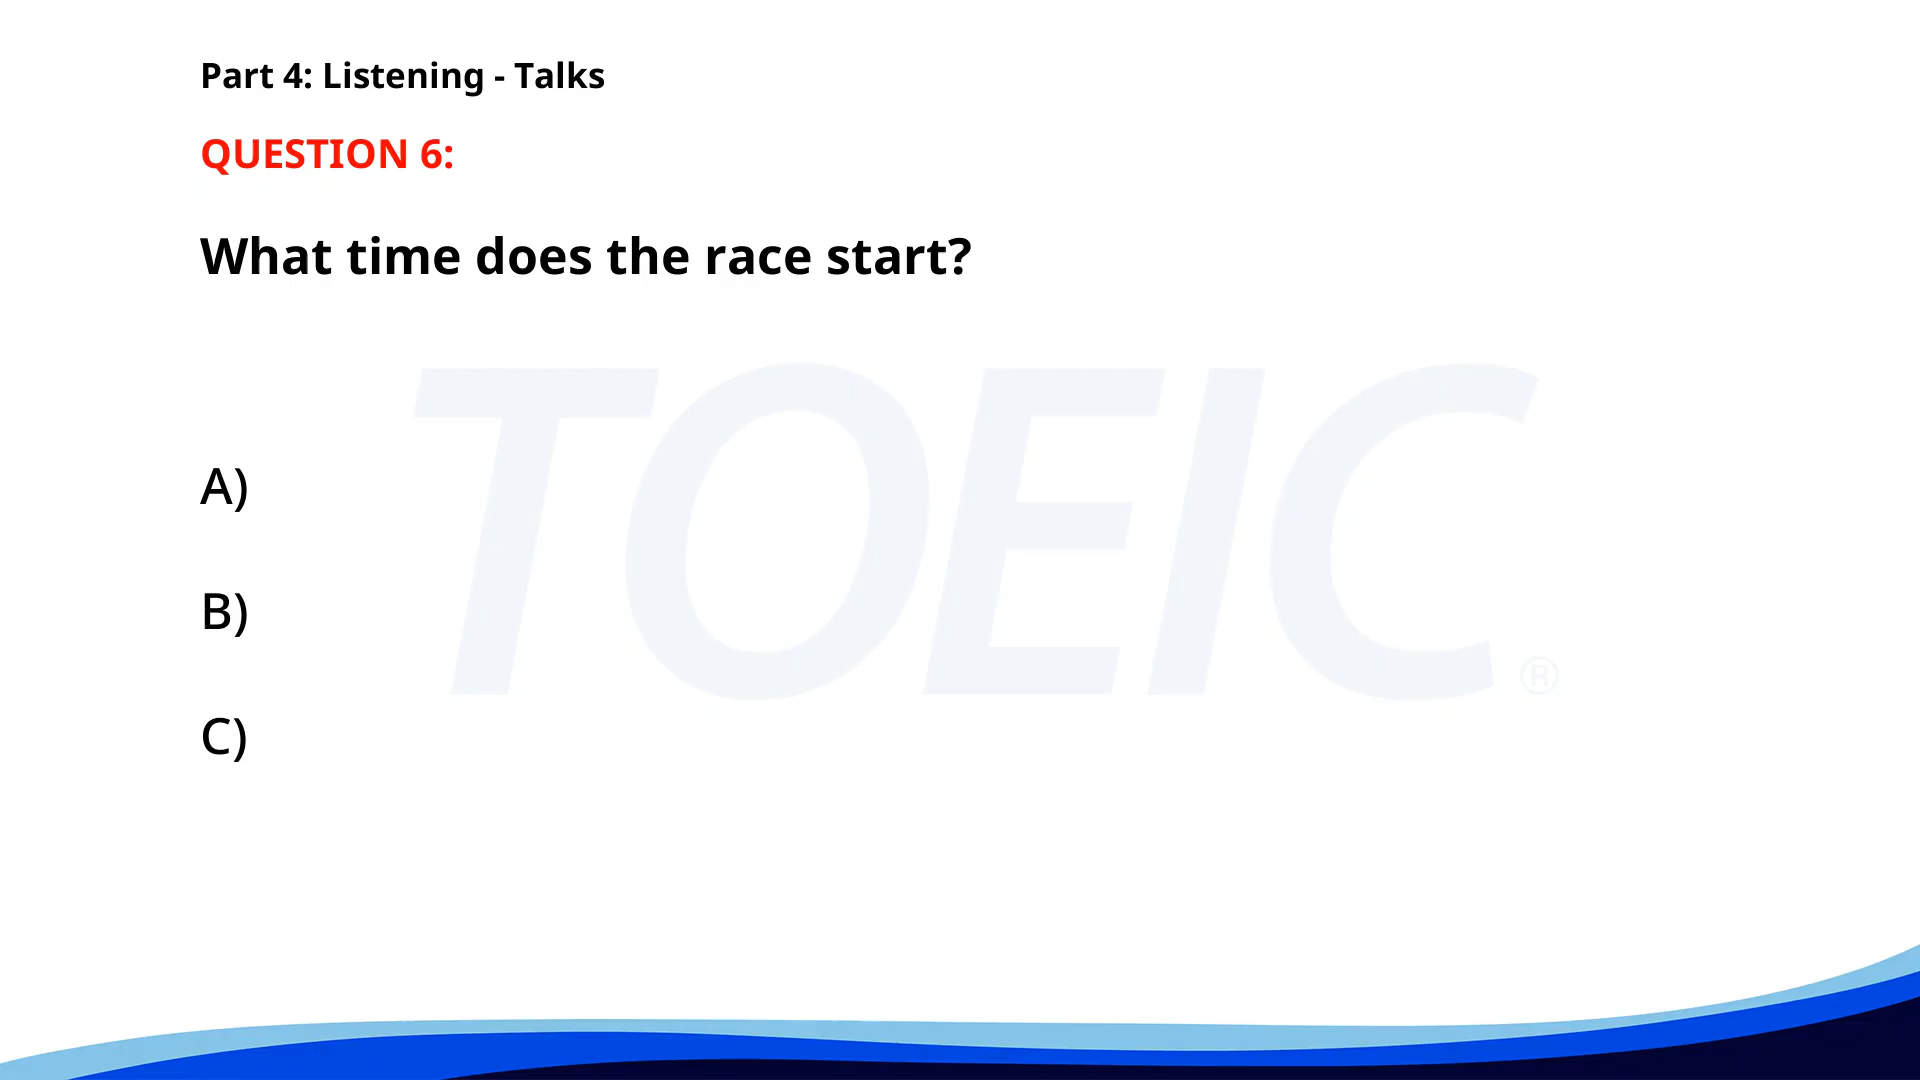 Part 4: Listening - Talks
QUESTION 6:
What time does the race start?
TOEIC®
A)
B)
C)